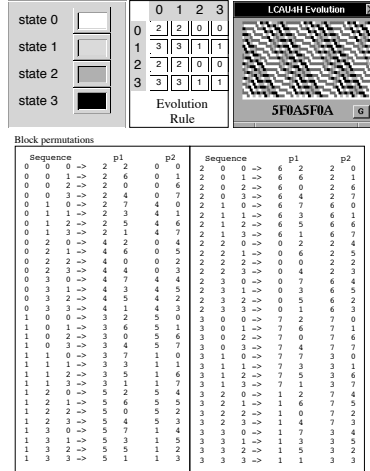 state 0
state 1
state 2
state 3
0 1 2 3
0 2 2 0 0
1 3 3 1 1
2 2 2 0 0
3 3 3 1 1
Evolution
Rule
LCAU4H Evolution
5F0A5F0A G
Block permutations
Sequence p1 p2
0 0 0 -> 2 2 0 0
0 0 1 -> 2 6 0 1
0 0 2 -> 2 0 0 6
0 0 3 -> 2 4 0 7
0 1 0 -> 2 7 4 0
0 1 1 -> 2 3 4 1
0 1 2 -> 2 5 4 6
0 1 3 -> 2 1 4 7
0 2 0 -> 4 2 0 4
0 2 1 -> 4 6 0 5
0 2 2 -> 4 0 0 2
0 2 3 -> 4 4 0 3
0 3 0 -> 4 7 4 4
0 3 1 -> 4 3 4 5
0 3 2 -> 4 5 4 2
0 3 3 -> 4 1 4 3
1 0 0 -> 3 2 5 0
1 0 1 -> 3 6 5 1
1 0 2 -> 3 0 5 6
1 0 3 -> 3 4 5 7
1 1 0 -> 3 7 1 0
1 1 1 -> 3 3 1 1
1 1 2 -> 3 5 1 6
1 1 3 -> 3 1 1 7
1 2 0 -> 5 2 5 4
1 2 1 -> 5 6 5 5
1 2 2 -> 5 0 5 2
1 2 3 -> 5 4 5 3
1 3 0 -> 5 7 1 4
1 3 1 -> 5 3 1 5
1 3 2 -> 5 5 1 2
1 3 3 -> 5 1 1 3
Sequence p1 p2
2 0 0 -> 6 2 2 0
2 0 1 -> 6 6 2 1
2 0 2 -> 6 0 2 6
2 0 3 -> 6 4 2 7
2 1 0 -> 6 7 6 0
2 1 1 -> 6 3 6 1
2 1 2 -> 6 5 6 6
2 1 3 -> 6 1 6 7
2 2 0 -> 0 2 2 4
2 2 1 -> 0 6 2 5
2 2 2 -> 0 0 2 2
2 2 3 -> 0 4 2 3
2 3 0 -> 0 7 6 4
2 3 1 -> 0 3 6 5
2 3 2 -> 0 5 6 2
2 3 3 -> 0 1 6 3
3 0 0 -> 7 2 7 0
3 0 1 -> 7 6 7 1
3 0 2 -> 7 0 7 6
3 0 3 -> 7 4 7 7
3 1 0 -> 7 7 3 0
3 1 1 -> 7 3 3 1
3 1 2 -> 7 5 3 6
3 1 3 -> 7 1 3 7
3 2 0 -> 1 2 7 4
3 2 1 -> 1 6 7 5
3 2 2 -> 1 0 7 2
3 2 3 -> 1 4 7 3
3 3 0 -> 1 7 3 4
3 3 1 -> 1 3 3 5
3 3 2 -> 1 5 3 2
3 3 3 -> 1 1 3 3